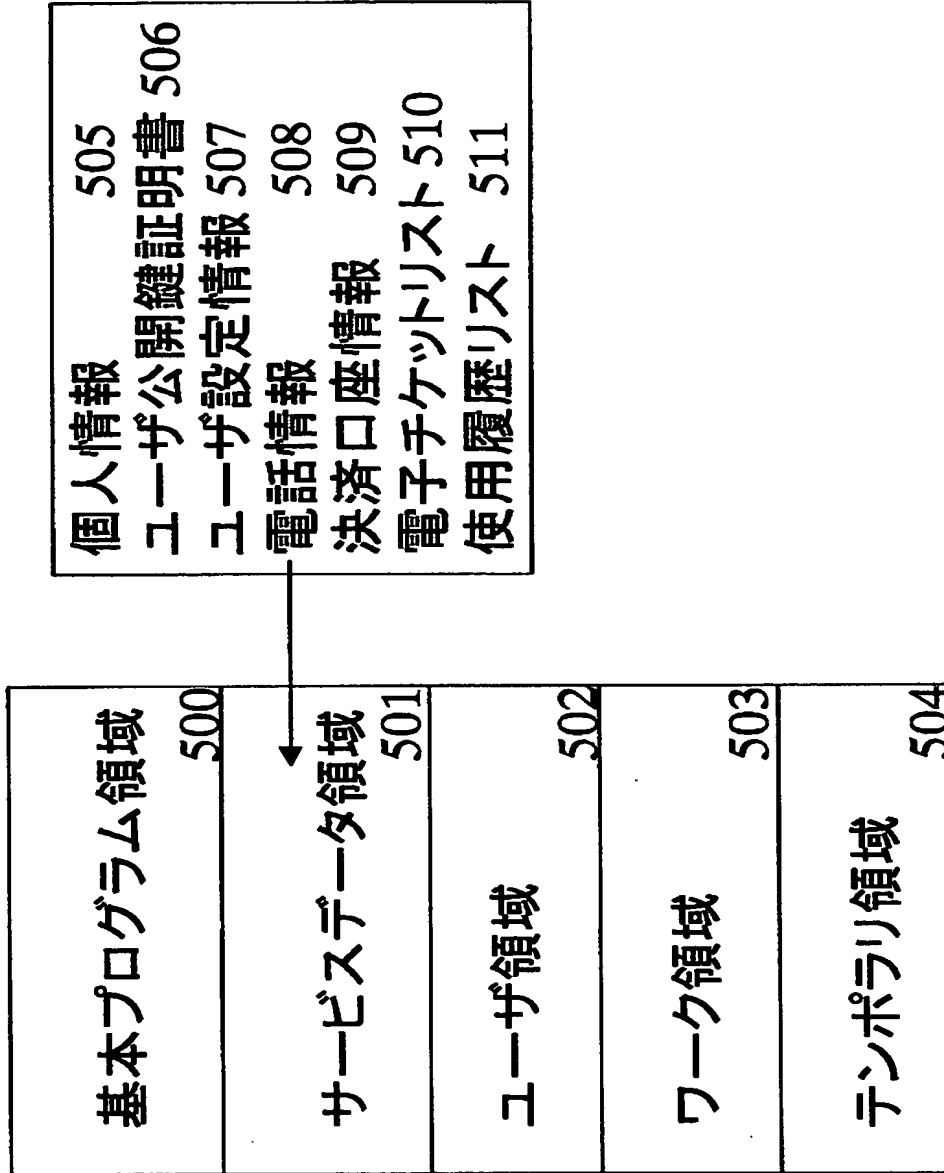 個人情報 505
ユーザ公開鍵証明書 506
ユーザ設定情報 507
電話情報 508
決済口座情報 509
電子チケットリスト 510
使用履歴リスト 511
基本プログラム領域 500
サービスデータ領域 501
ユーザ領域 502
ワーク領域 503
テンポラリ領域 504